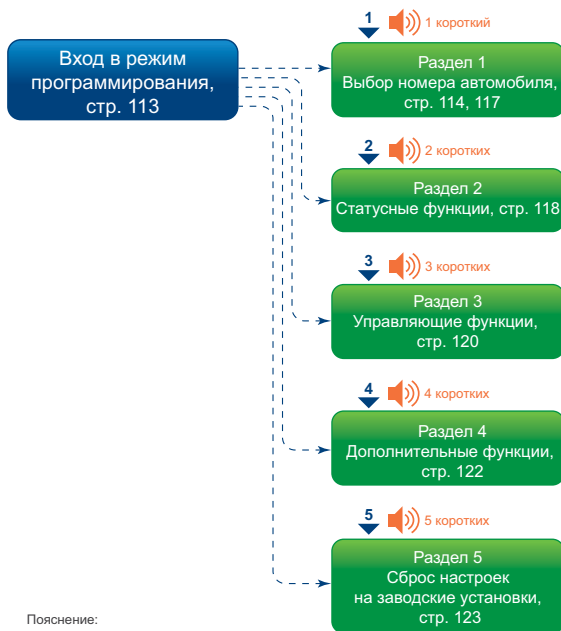 Вход в режим
программирования,
стр. 113
1
1 короткий
Раздел 1
Выбор номера автомобиля,
стр. 114, 117
2
2 коротких
Раздел 2
Статусные функции, стр. 118
3
3 коротких
Раздел 3
Управляющие функции,
стр. 120
4
4 коротких
Раздел 4
Дополнительные функции,
стр. 122
5
5 коротких
Раздел 5
Сброс настроек
на заводские установки,
стр. 123
Пояснение: